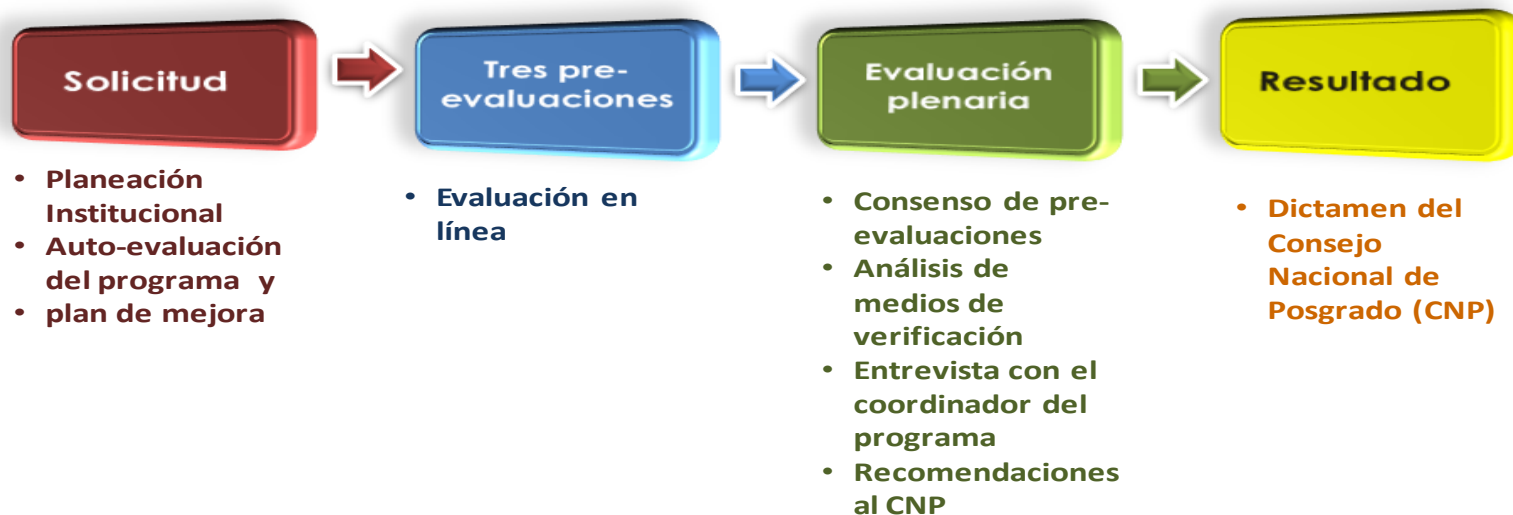 Solicitud
• Planeación
Institucional
• Auto-evaluación
del programa y
• plan de mejora
Tres pre-
evaluaciones
• Evaluación en
línea
Evaluación
plenaria
• Consenso de pre-
evaluaciones
• Análisis de
medios de
verificación
• Entrevista con el
coordinador del
programa
• Recomendaciones
al CNP
Resultado
• Dictamen del
Consejo
Nacional de
Posgrado (CNP)